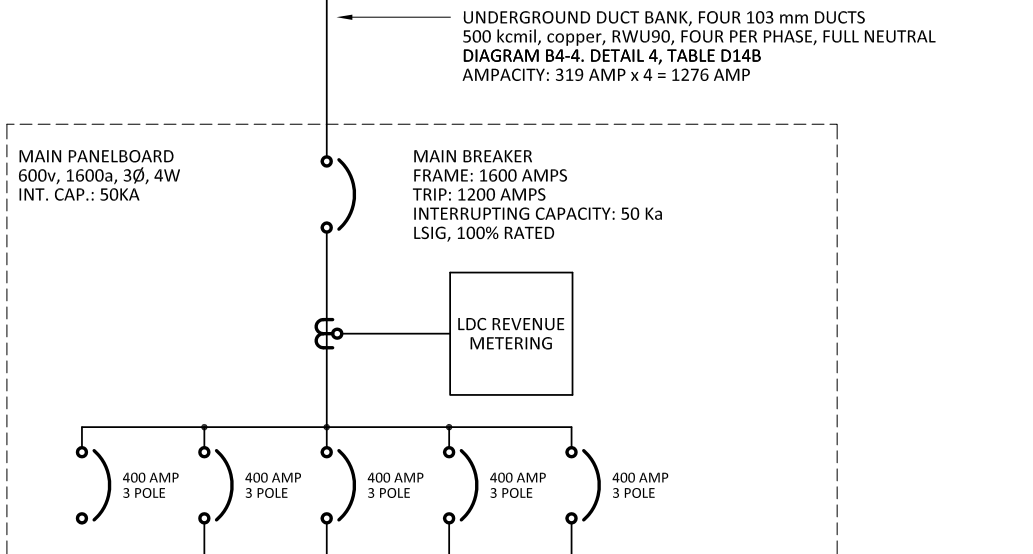 UNDERGROUND DUCT BANK, FOUR 103 mm DUCTS
500 kcmil, copper, RWU90, FOUR PER PHASE, FULL NEUTRAL
DIAGRAM B4-4. DETAIL 4, TABLE D14B
AMPACITY: 319 AMP x 4 = 1276 AMP
MAIN PANELBOARD
600v, 1600a, 3Ø, 4W
INT. CAP.: 50KA
MAIN BREAKER
FRAME: 1600 AMPS
TRIP: 1200 AMPS
INTERRUPTING CAPACITY: 50 Ka
LSIG, 100% RATED
LDC REVENUE
METERING
400 AMP
3 POLE
400 AMP
3 POLE
400 AMP
3 POLE
400 AMP
3 POLE
400 AMP
3 POLE